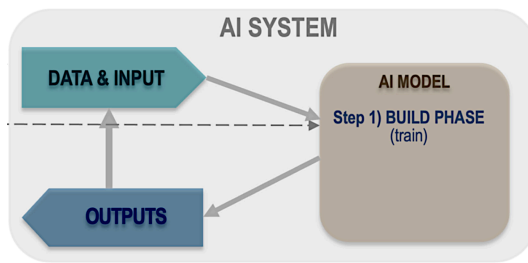 AI SYSTEM
DATA & INPUT
AI MODEL
Step 1) BUILD PHASE
(train)
OUTPUTS